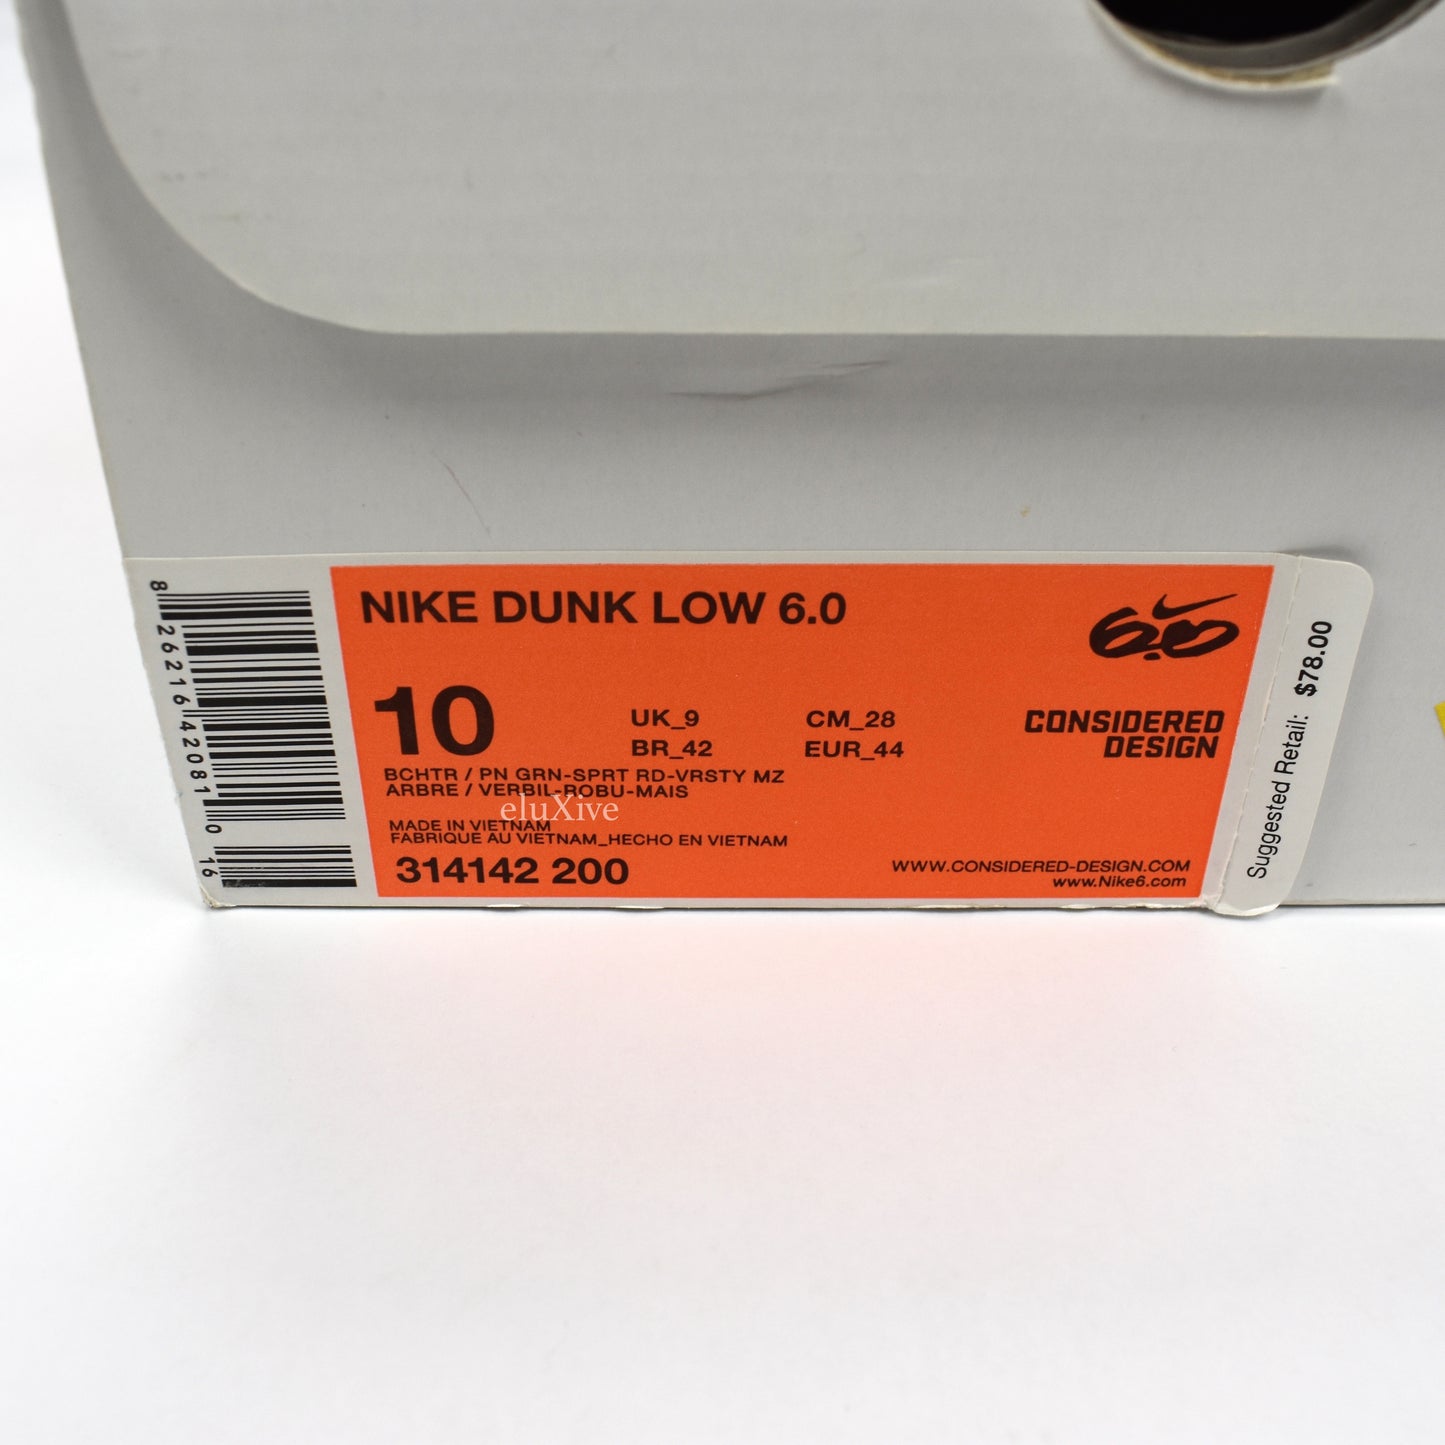 NIKE DUNK LOW 6.0
6.0
10
UK_9 CM_28
BR_42 EUR_44
CONSIDERED
DESIGN
BCHTR / PN GRN-SPRT RD-VRSTY MZ
ARBRE / VERBIL-ROBU-MAIS
eluXive
MADE IN VIETNAM
FABRIQUE AU VIETNAM_HECHO EN VIETNAM
314142 200
WWW.CONSIDERED-DESIGN.COM
www.Nike6.com
8 26216 42081 0 16
Suggested Retail: $78.00